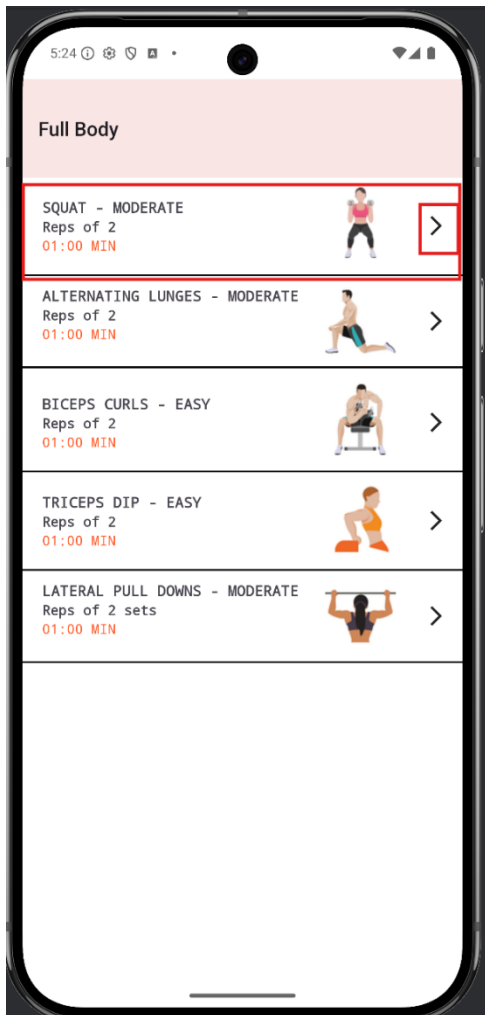 5:24
Full Body
SQUAT - MODERATE
Reps of 2
01:00 MIN
ALTERNATING LUNGES - MODERATE
Reps of 2
01:00 MIN
BICEPS CURLS - EASY
Reps of 2
01:00 MIN
TRICEPS DIP - EASY
Reps of 2
01:00 MIN
LATERAL PULL DOWNS - MODERATE
Reps of 2 sets
01:00 MIN